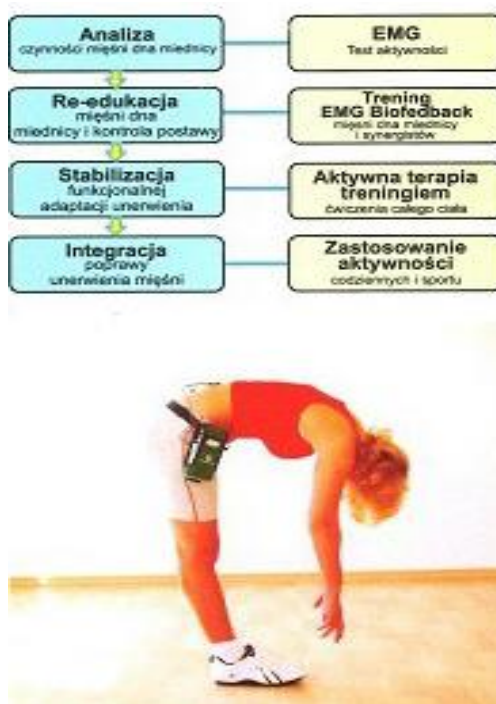 Analiza
czynności mięśni dna miednicy
EMG
Test aktywności
Re-edukacja
mięśni dna
miednicy i kontrola postawy
Trening
EMG Biofeedback
mięśni dna miednicy
i synergistów
Stabilizacja
funkcjonalnej
adaptacji unerwienia
Aktywna terapia
treningiem
ćwiczenia całego ciała
Integracja
poprawy
unerwienia mięśni
Zastosowanie
aktywności
codziennych i sportu